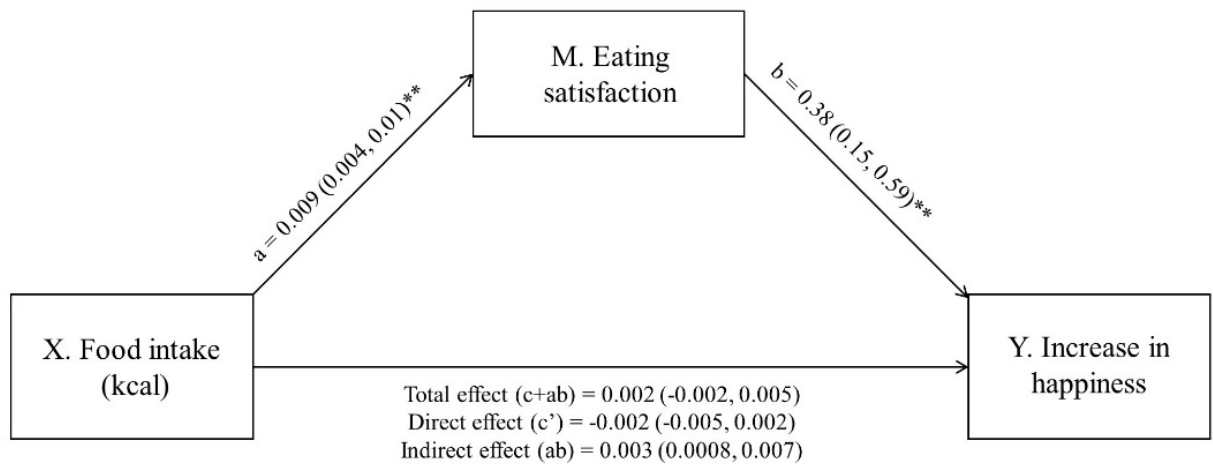 M. Eating
satisfaction
a = 0.009 (0.004, 0.01)**
b = 0.38 (0.15, 0.59)**
X. Food intake
(kcal)
Y. Increase in
happiness
Total effect (c+ab) = 0.002 (-0.002, 0.005)
Direct effect (c’) = -0.002 (-0.005, 0.002)
Indirect effect (ab) = 0.003 (0.0008, 0.007)